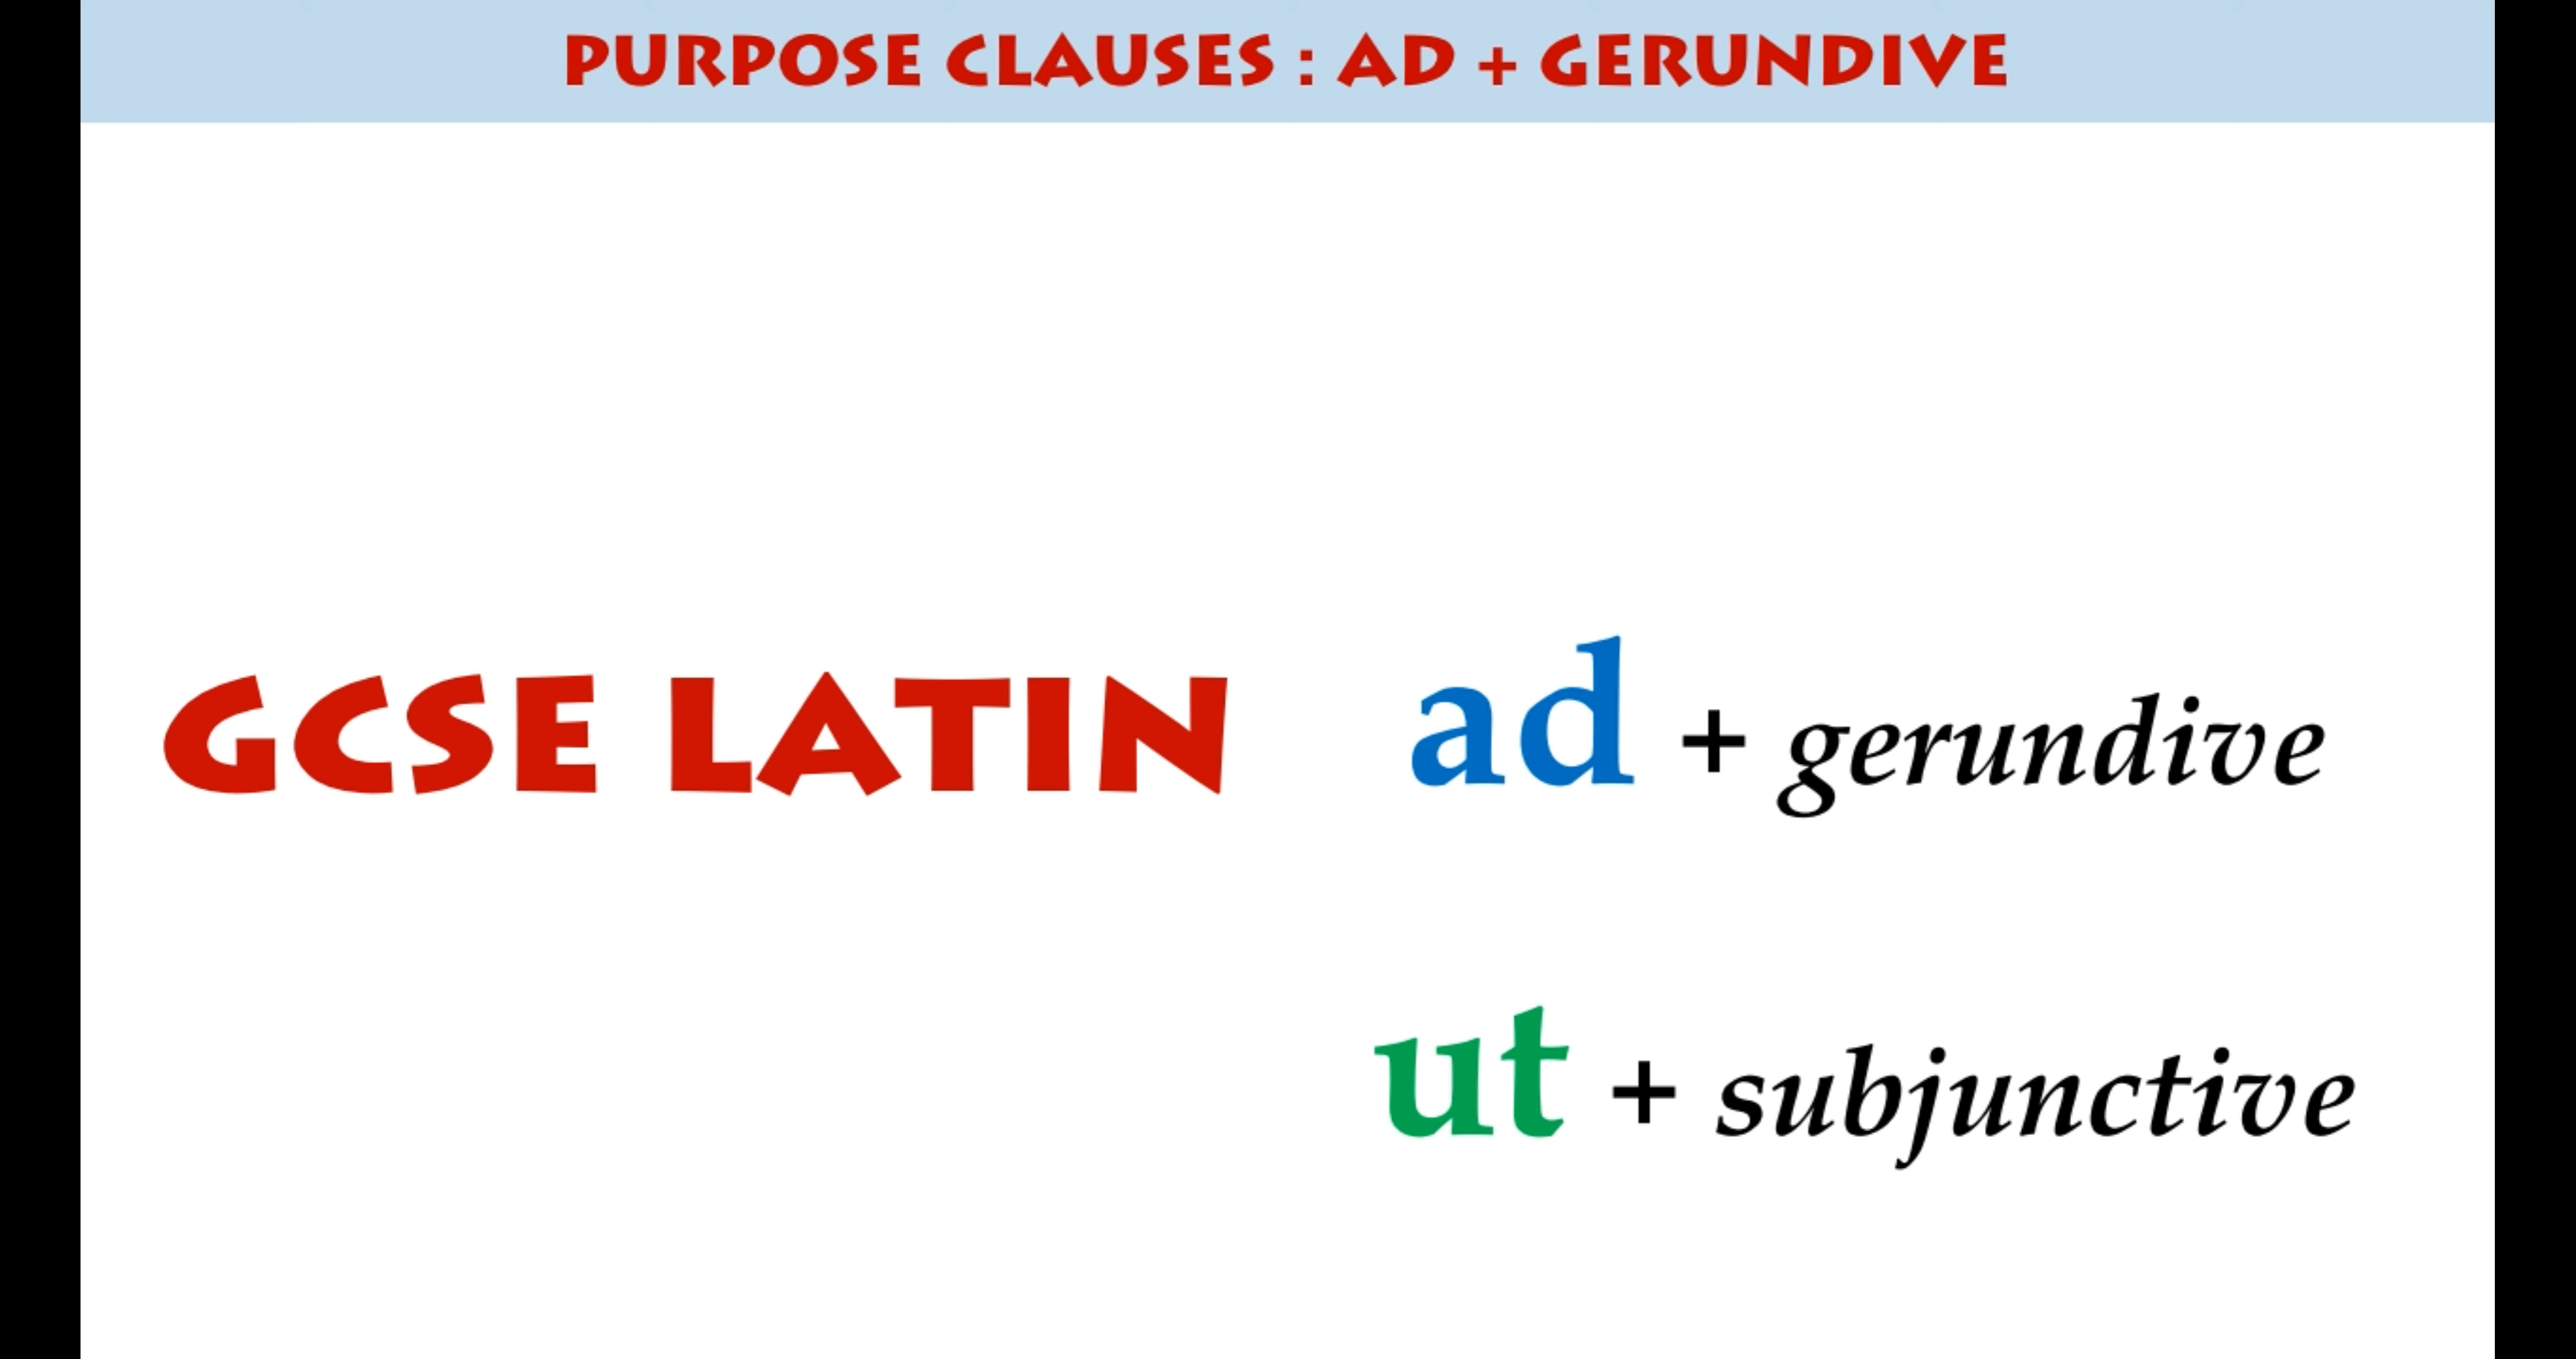 PURPOSE CLAUSES : AD + GERUNDIVE
GCSE LATIN ad + gerundive
ut + subjunctive